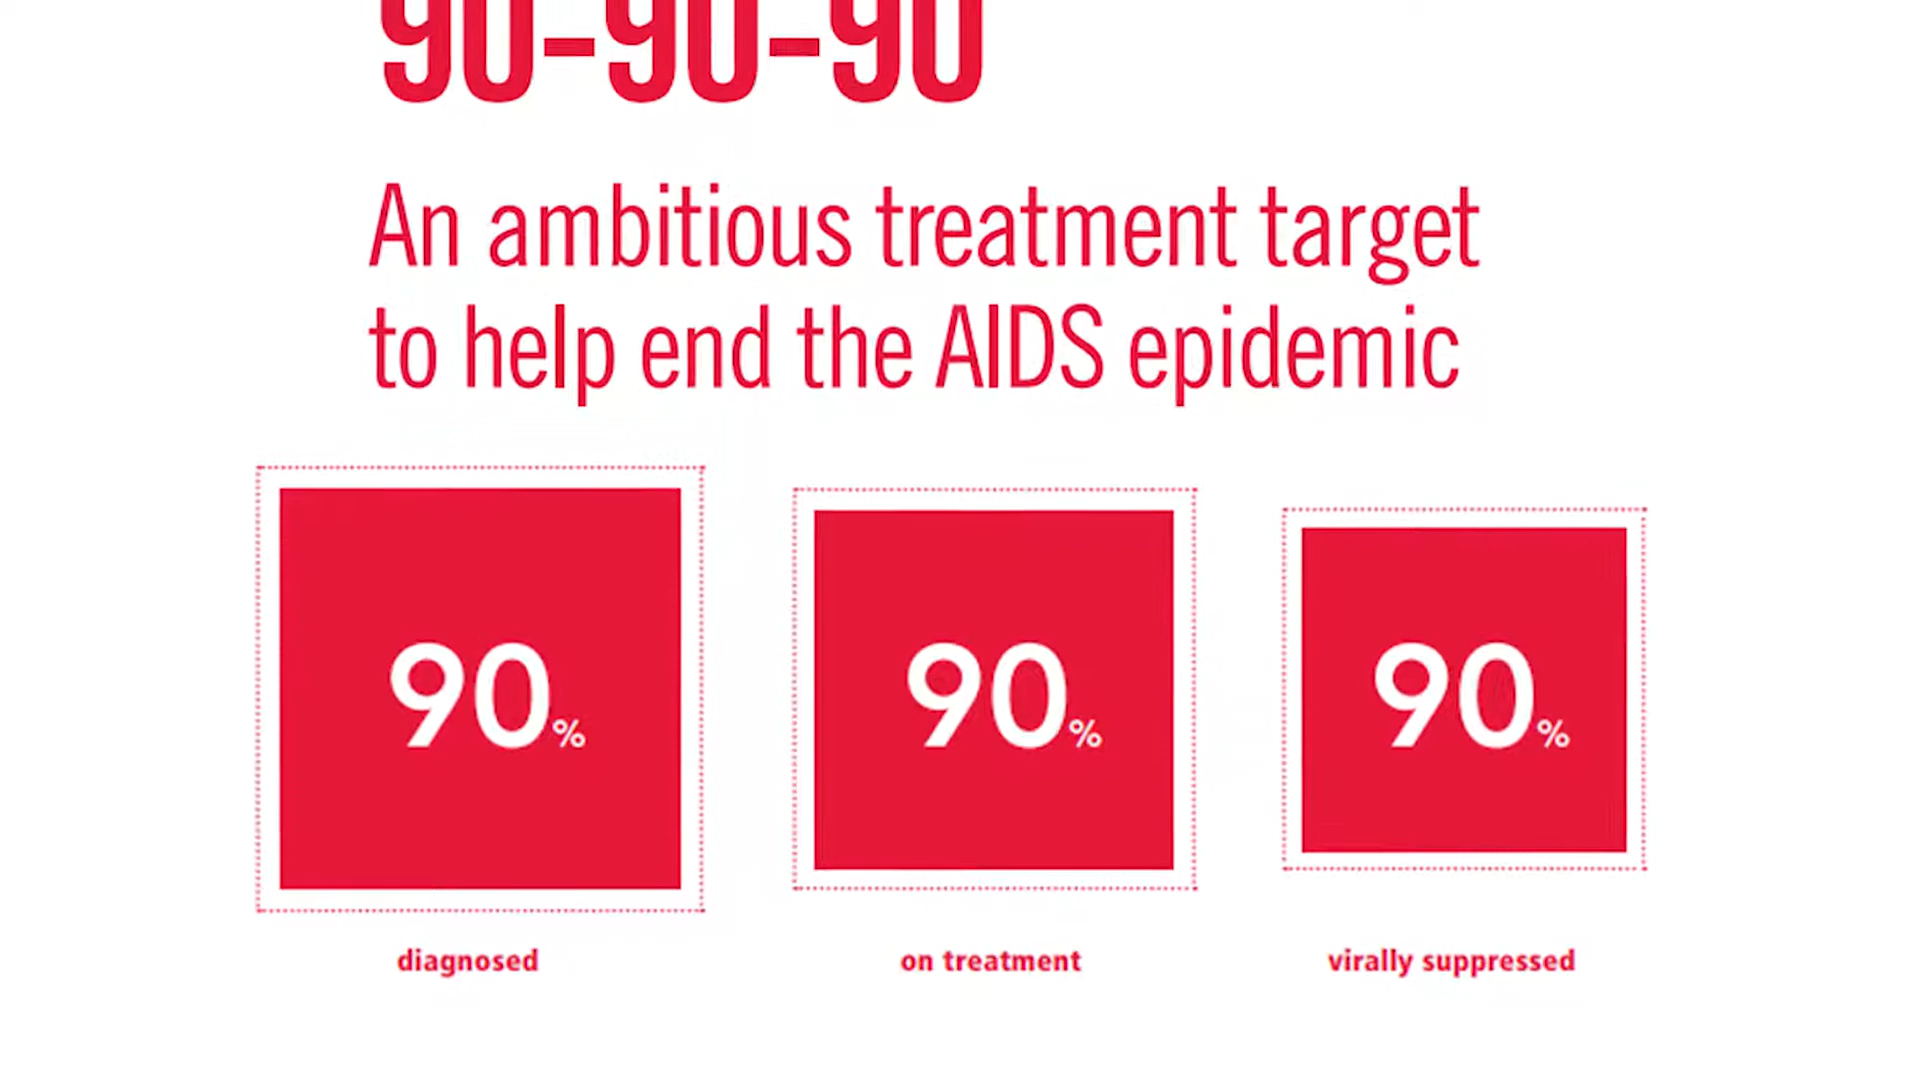 90-90-90
An ambitious treatment target
to help end the AIDS epidemic
90% 90% 90%
diagnosed on treatment virally suppressed